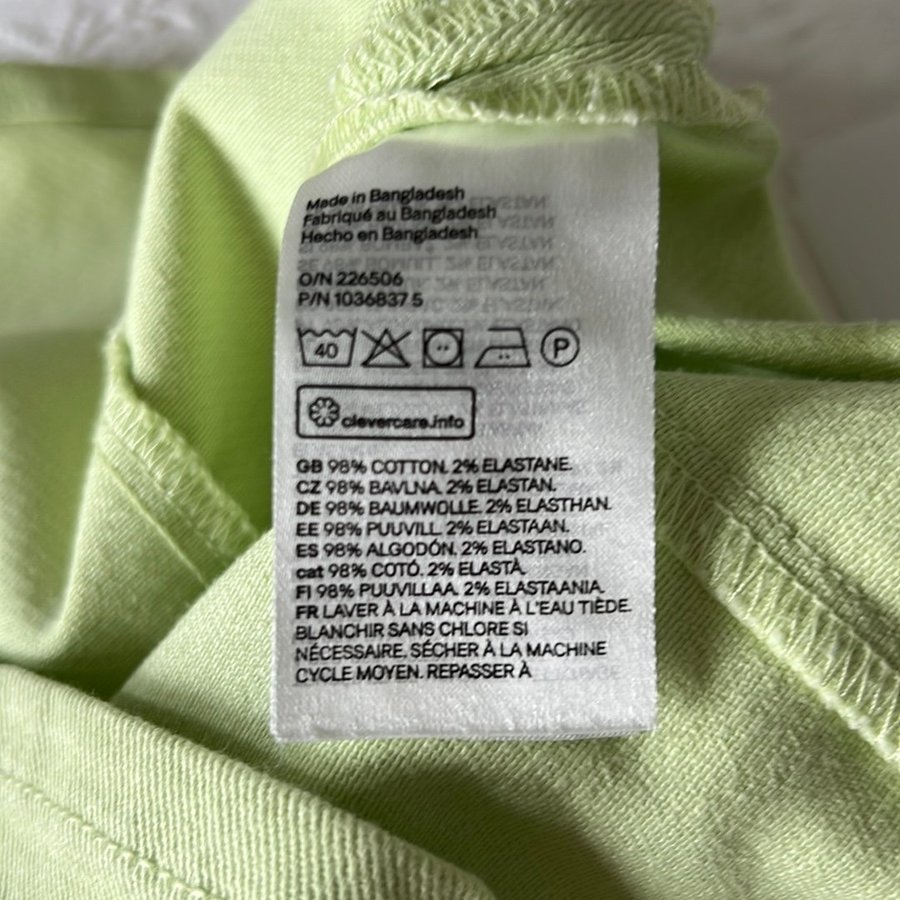 Made in Bangladesh
Fabriqué au Bangladesh
Hecho en Bangladesh
O/N 226506
P/N 1036837 5
40 P
clevercare.info
GB 98% COTTON. 2% ELASTANE.
CZ 98% BAVLNA. 2% ELASTAN.
DE 98% BAUMWOLLE. 2% ELASTHAN.
EE 98% PUUVILL. 2% ELASTAAN.
ES 98% ALGODÓN. 2% ELASTANO.
cat 98% COTÓ. 2% ELASTÀ.
FI 98% PUUVILLAA. 2% ELASTAANIA.
FR LAVER À LA MACHINE À L'EAU TIÈDE.
BLANCHIR SANS CHLORE SI
NÉCESSAIRE. SÉCHER À LA MACHINE
CYCLE MOYEN. REPASSER À